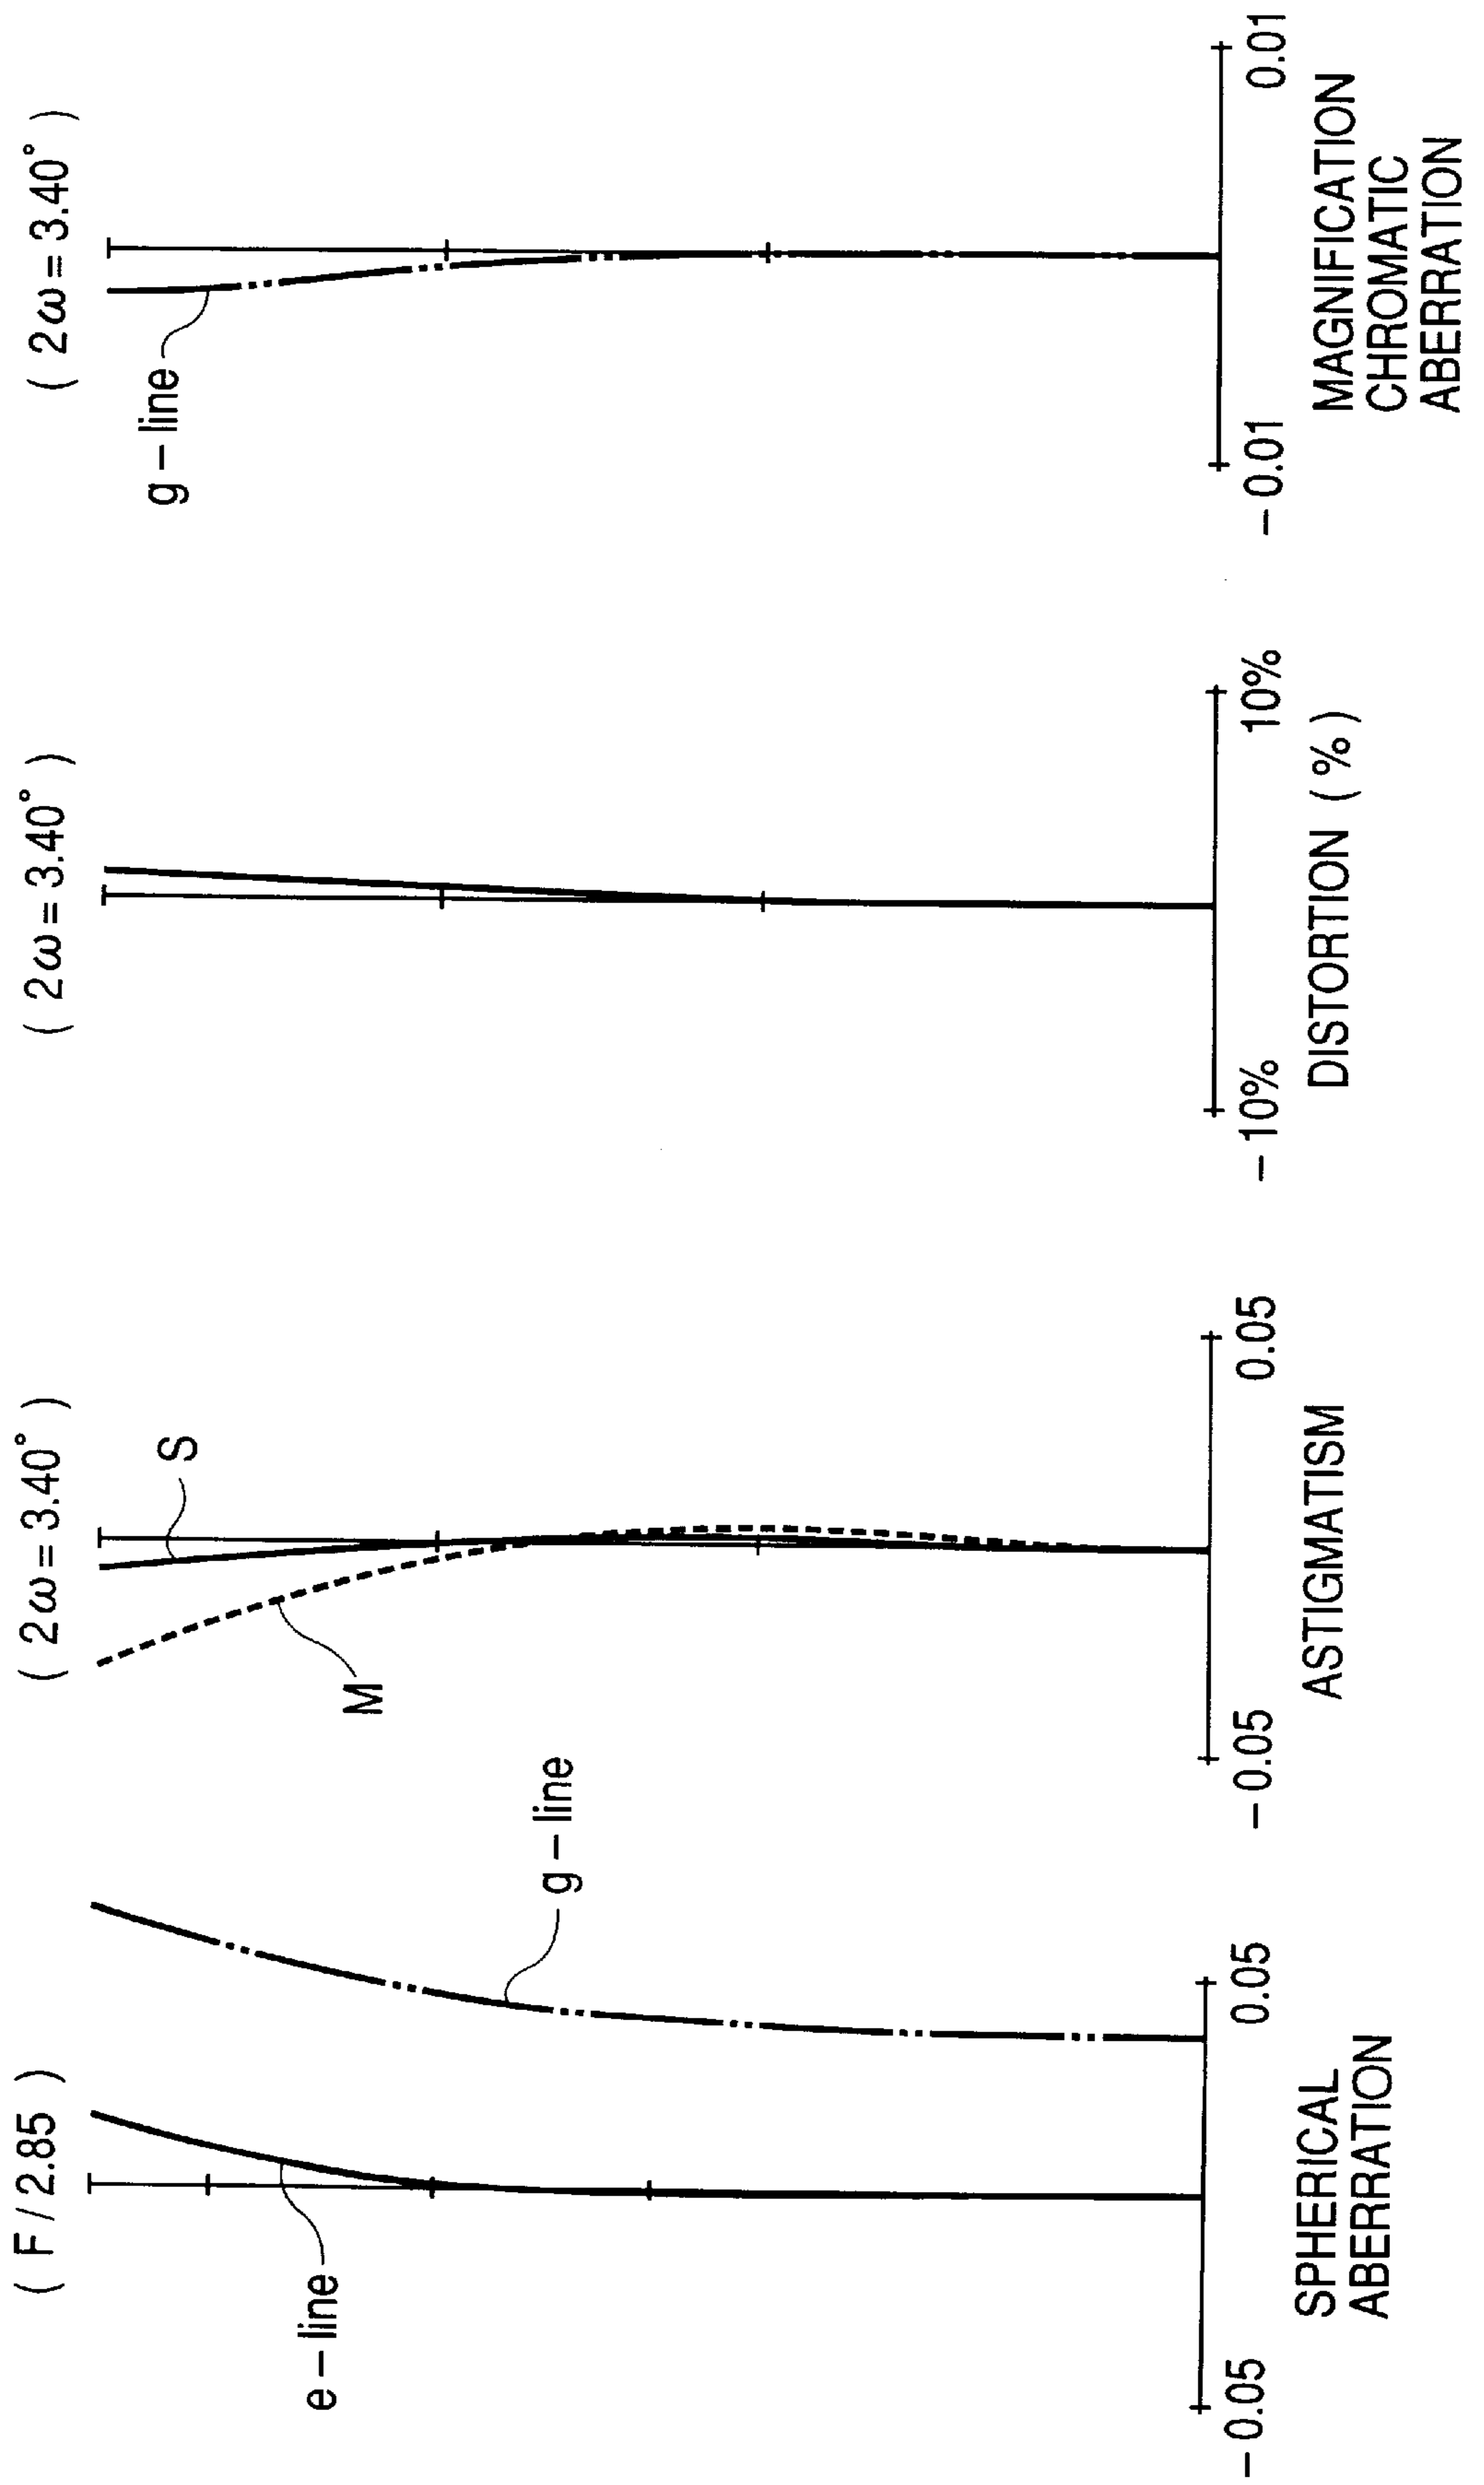 ( F / 2.85 )
e – line
g – line
– 0.05
0.05
SPHERICAL
ABERRATION
( 2ω = 3.40° )
S
M
– 0.05
0.05
ASTIGMATISM
( 2ω = 3.40° )
– 10%
10%
DISTORTION ( % )
( 2ω = 3.40° )
g – line
– 0.01
0.01
MAGNIFICATION
CHROMATIC
ABERRATION